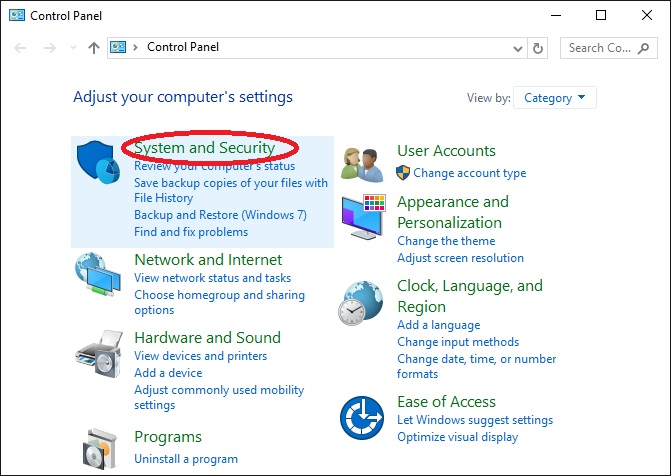 Control Panel
Control Panel
Search Co...
Adjust your computer's settings
View by: Category
System and Security
Review your computer's status
Save backup copies of your files with
File History
Backup and Restore (Windows 7)
Find and fix problems
Network and Internet
View network status and tasks
Choose homegroup and sharing
options
Hardware and Sound
View devices and printers
Add a device
Adjust commonly used mobility
settings
Programs
Uninstall a program
User Accounts
Change account type
Appearance and
Personalization
Change the theme
Adjust screen resolution
Clock, Language, and
Region
Add a language
Change input methods
Change date, time, or number
formats
Ease of Access
Let Windows suggest settings
Optimize visual display